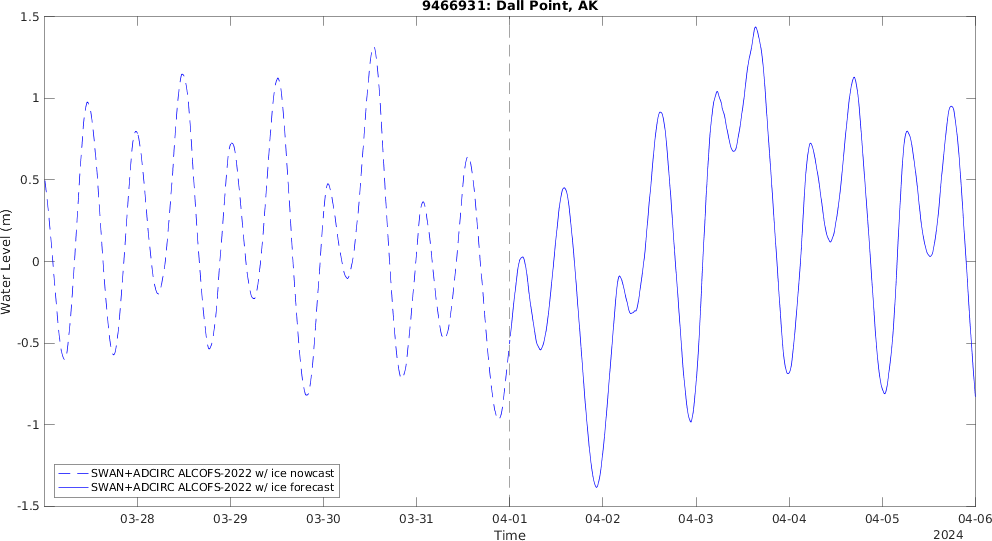 9466931: Dall Point, AK
1.5
1
0.5
0
-0.5
-1
-1.5
Water Level (m)
SWAN+ADCIRC ALCOFS-2022 w/ ice nowcast
SWAN+ADCIRC ALCOFS-2022 w/ ice forecast
03-28 03-29 03-30 03-31 04-01 04-02 04-03 04-04 04-05 04-06
Time
2024